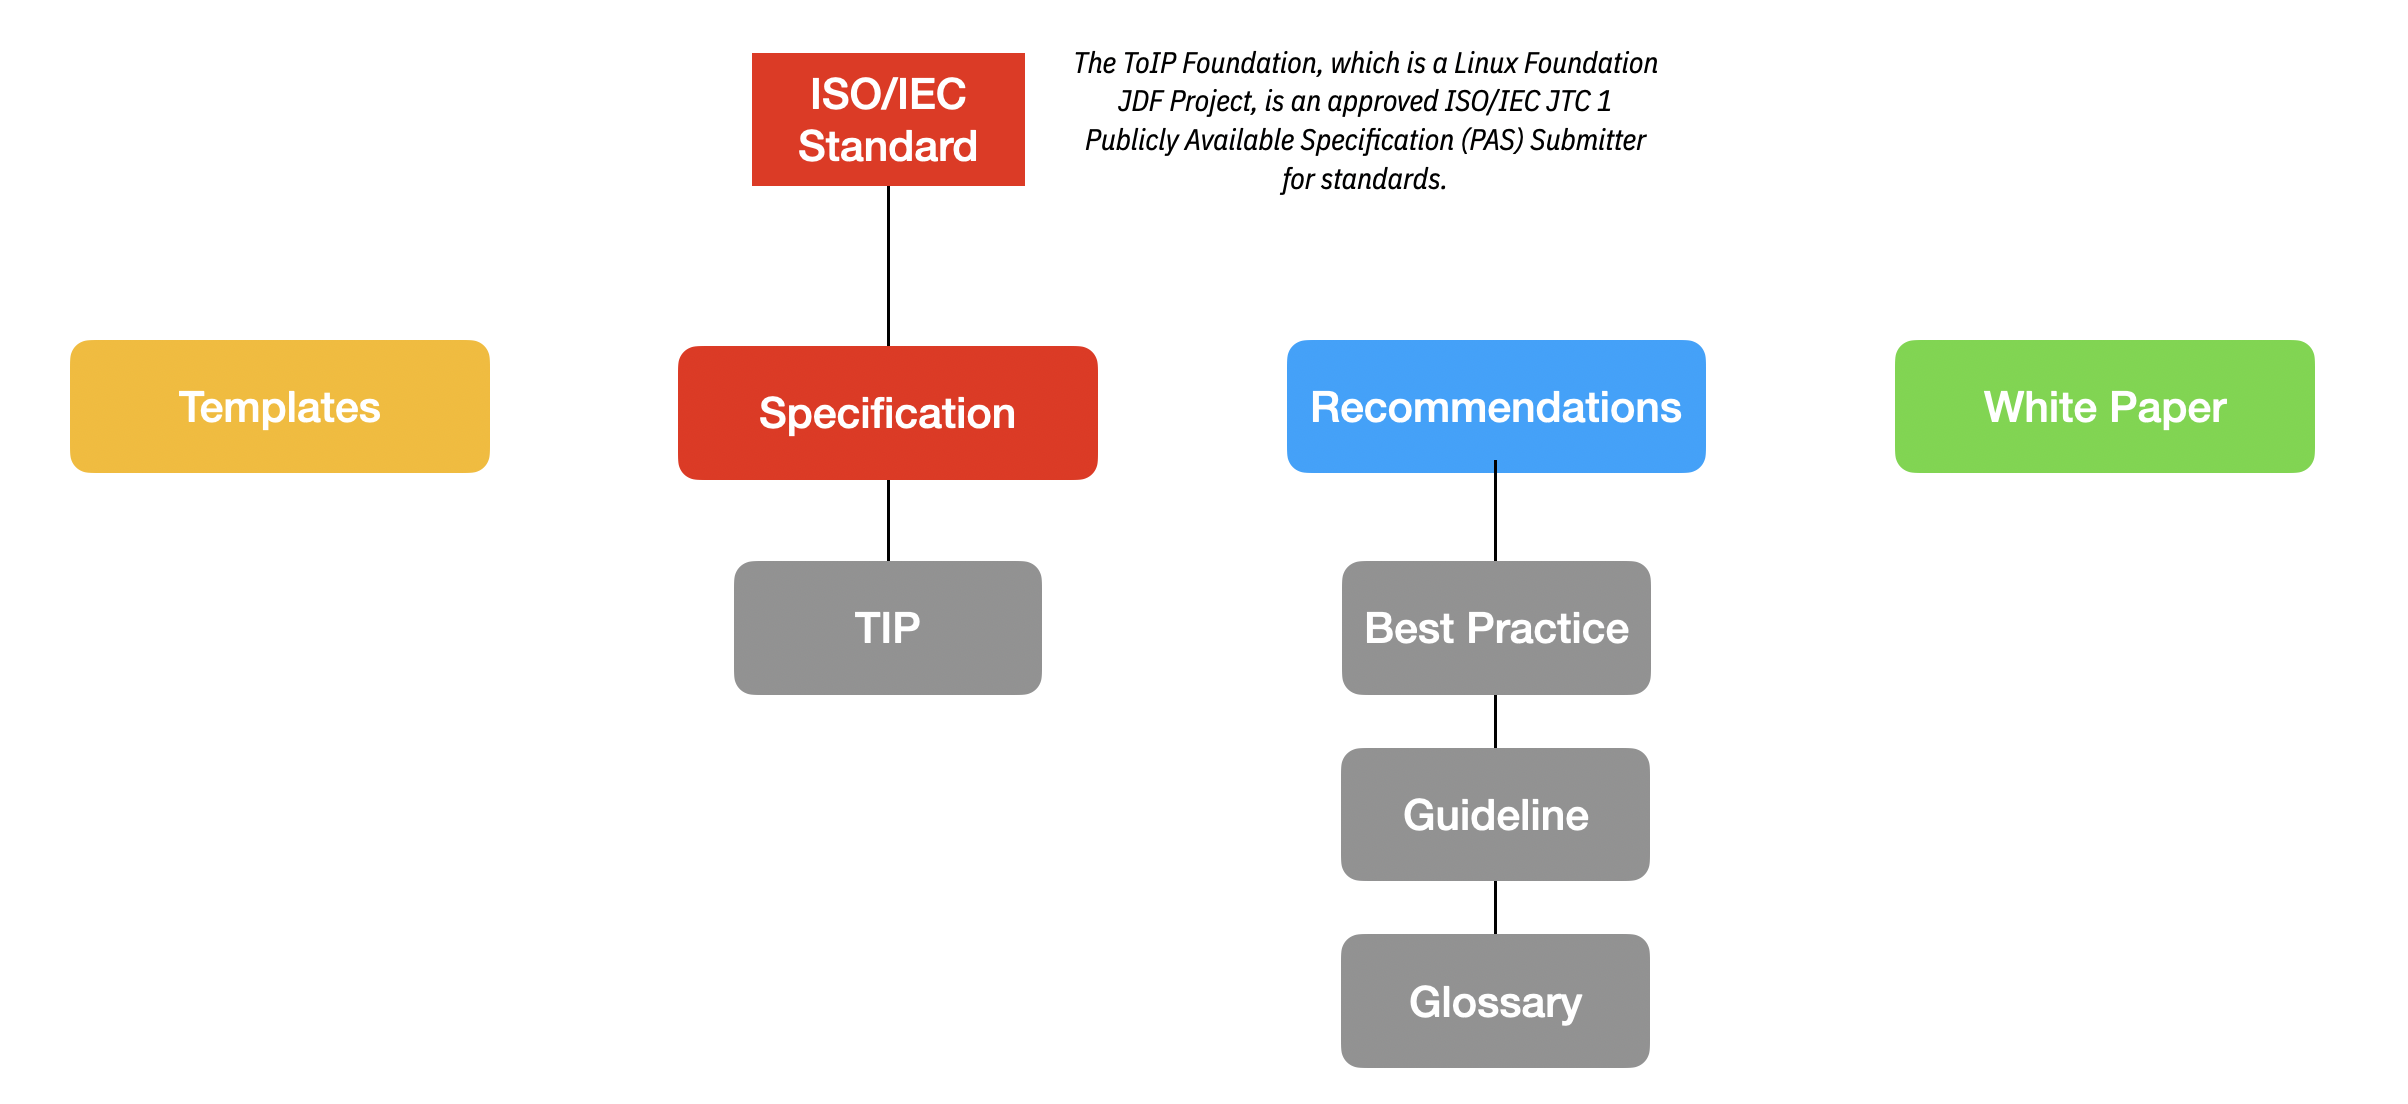 ISO/IEC
Standard
The ToIP Foundation, which is a Linux Foundation
JDF Project, is an approved ISO/IEC JTC 1
Publicly Available Specification (PAS) Submitter
for standards.
Templates
Specification
Recommendations
White Paper
TIP
Best Practice
Guideline
Glossary